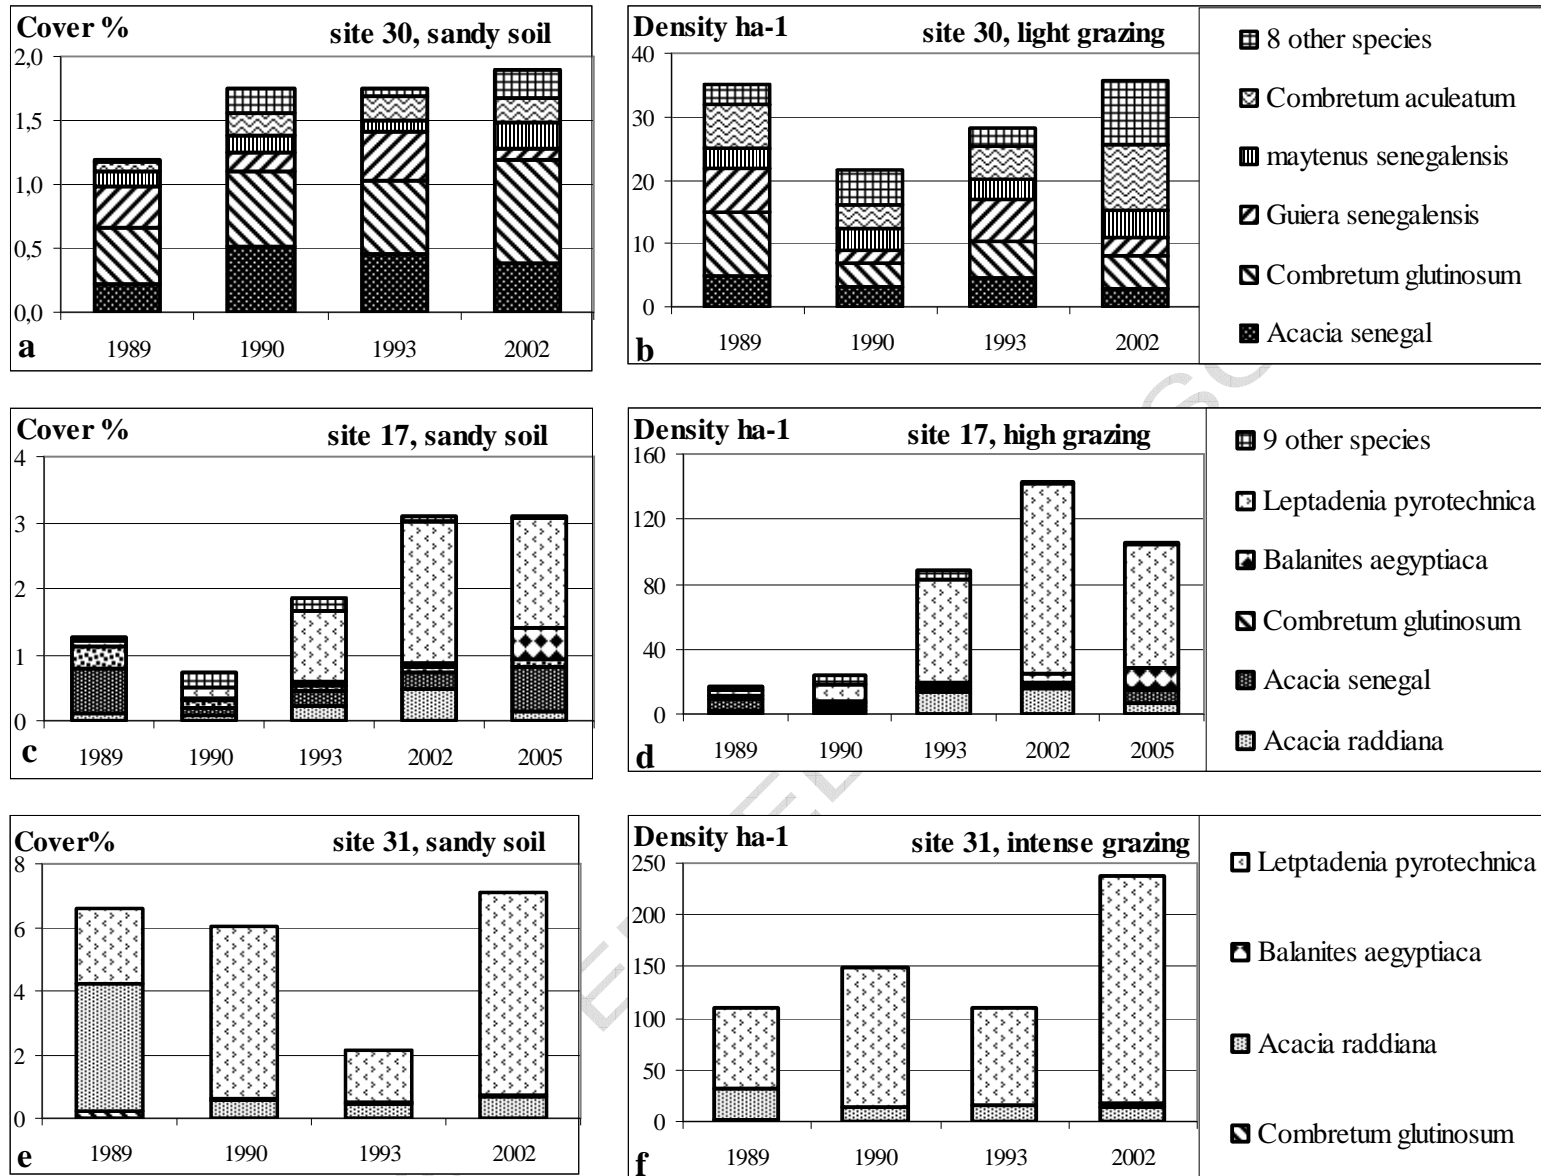 Cover %
site 30, sandy soil
2,0
1,5
1,0
0,5
0,0
1989
1990
1993
2002
a
Density ha-1
site 30, light grazing
40
30
20
10
0
1989
1990
1993
2002
b
8 other species
Combretum aculeatum
maytenus senegalensis
Guiera senegalensis
Combretum glutinosum
Acacia senegal
Cover %
site 17, sandy soil
4
3
2
1
0
1989
1990
1993
2002
2005
c
Density ha-1
site 17, high grazing
160
120
80
40
0
1989
1990
1993
2002
2005
d
9 other species
Leptadenia pyrotechnica
Balanites aegyptiaca
Combretum glutinosum
Acacia senegal
Acacia raddiana
Cover%
site 31, sandy soil
8
6
4
2
0
1989
1990
1993
2002
e
Density ha-1
site 31, intense grazing
250
200
150
100
50
0
1989
1990
1993
2002
f
Letptadenia pyrotechnica
Balanites aegyptiaca
Acacia raddiana
Combretum glutinosum